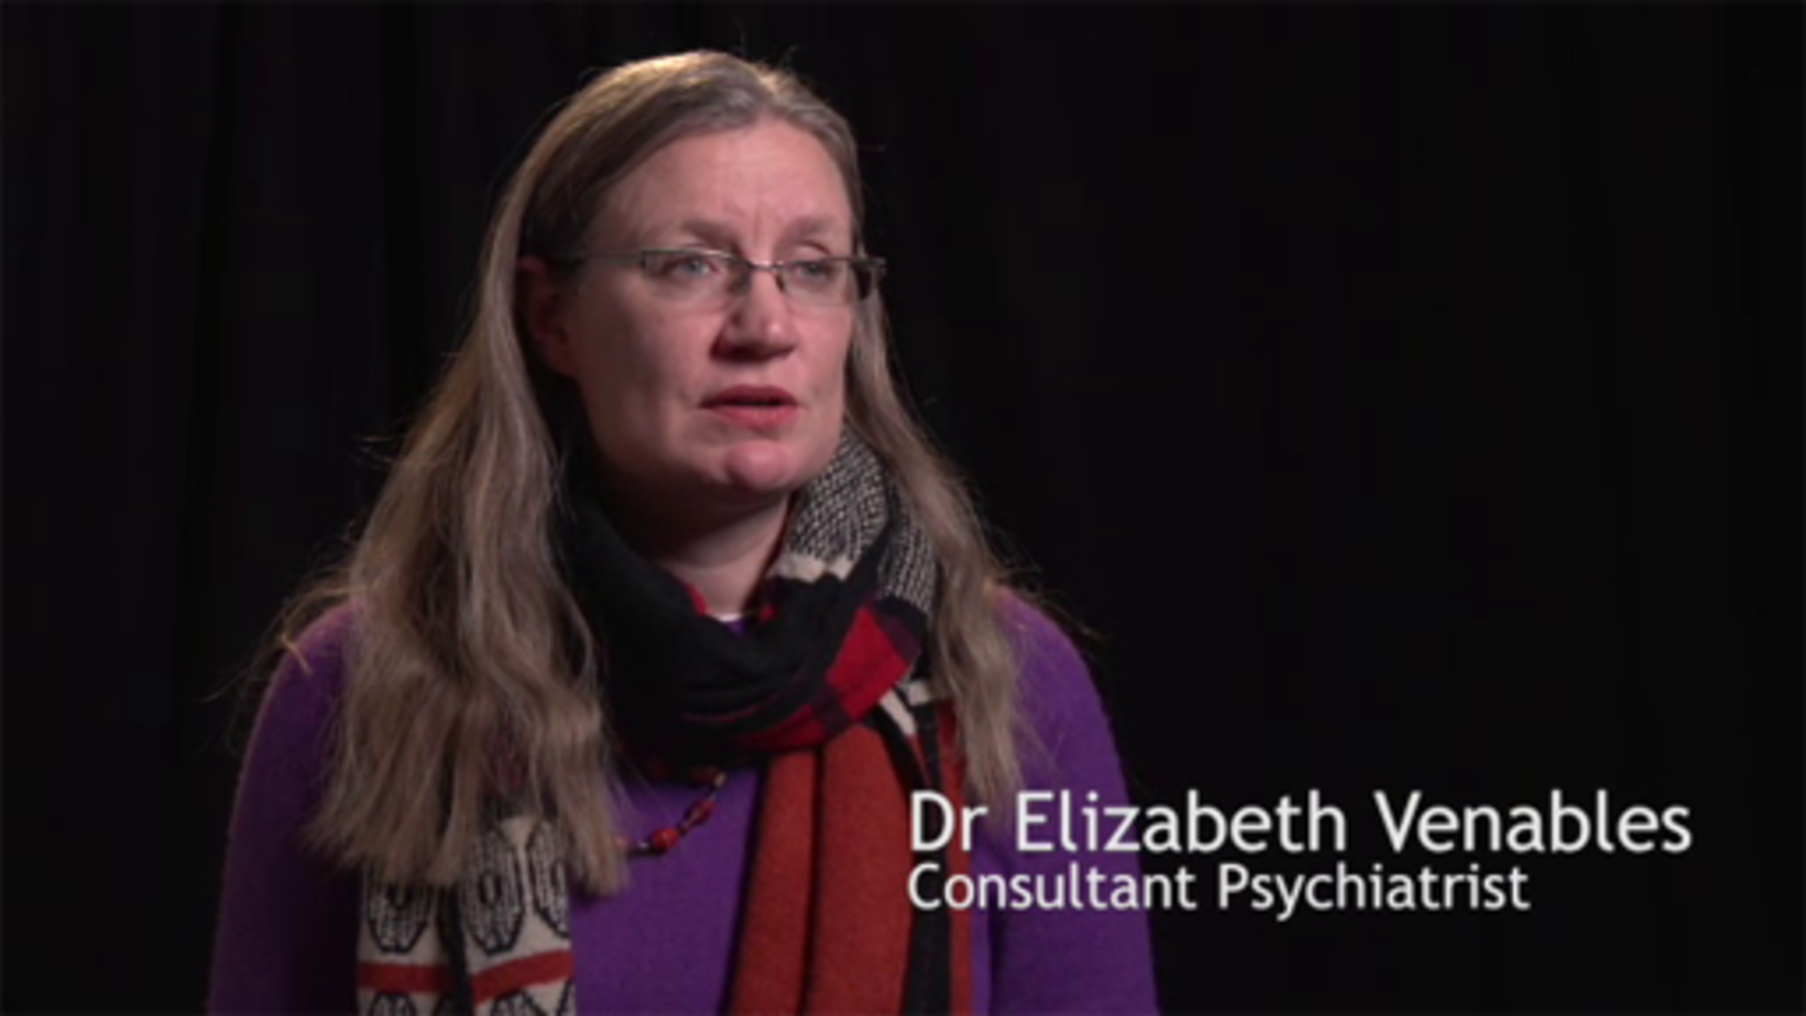 Dr Elizabeth Venables
Consultant Psychiatrist